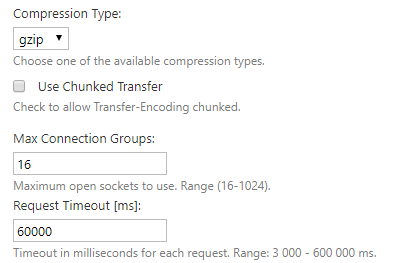 Compression Type:
gzip
Choose one of the available compression types.
Use Chunked Transfer
Check to allow Transfer-Encoding chunked.
Max Connection Groups:
16
Maximum open sockets to use. Range (16-1024).
Request Timeout [ms]:
60000
Timeout in milliseconds for each request. Range: 3 000 - 600 000 ms.